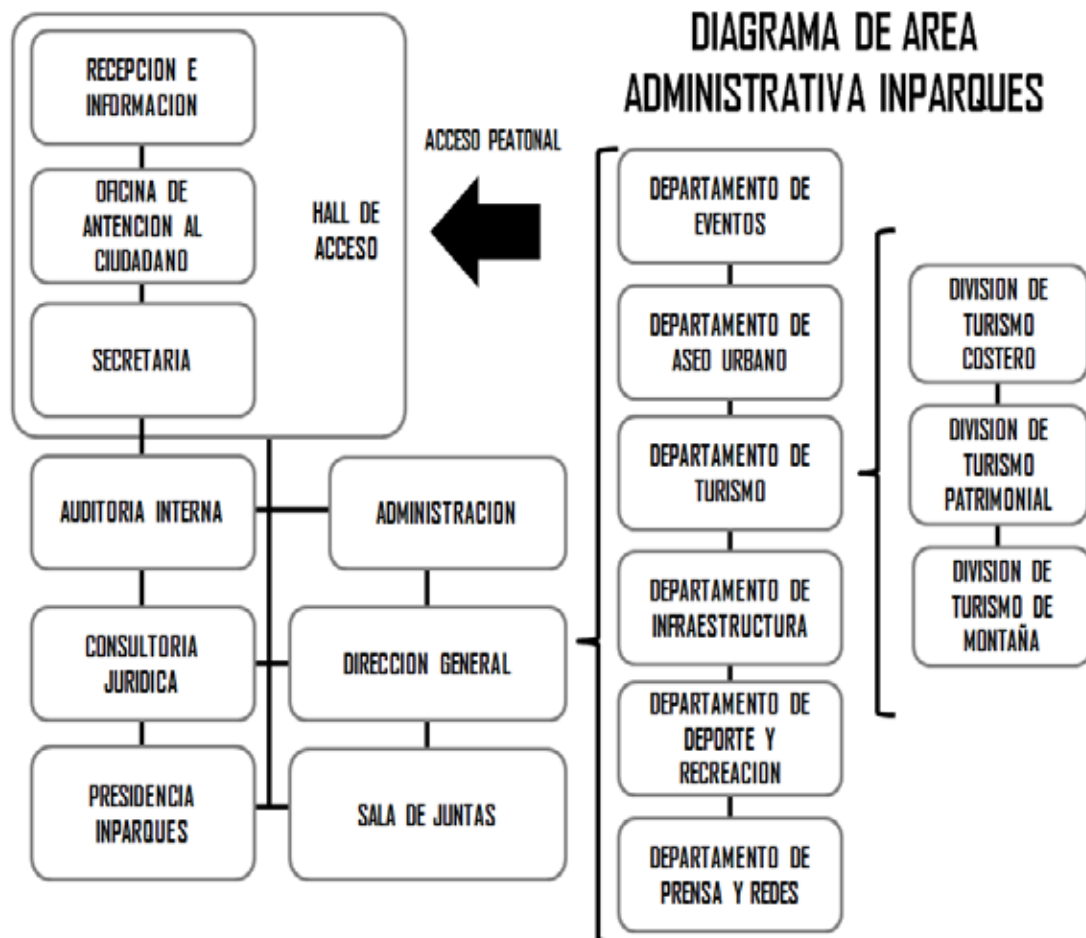 DIAGRAMA DE AREA
ADMINISTRATIVA INPARQUES
RECEPCION E
INFORMACION
OFICINA DE
ANTENCION AL
CIUDADANO
SECRETARIA
HALL DE
ACCESO
ACCESO PEATONAL
AUDITORIA INTERNA
ADMINISTRACION
CONSULTORIA
JURIDICA
DIRECCION GENERAL
PRESIDENCIA
INPARQUES
SALA DE JUNTAS
DEPARTAMENTO DE
EVENTOS
DEPARTAMENTO DE
ASEO URBANO
DEPARTAMENTO DE
TURISMO
DEPARTAMENTO DE
INFRAESTRUCTURA
DEPARTAMENTO DE
DEPORTE Y
RECREACION
DEPARTAMENTO DE
PRENSA Y REDES
DIVISION DE
TURISMO
COSTERO
DIVISION DE
TURISMO
PATRIMONIAL
DIVISION DE
TURISMO DE
MONTAÑA